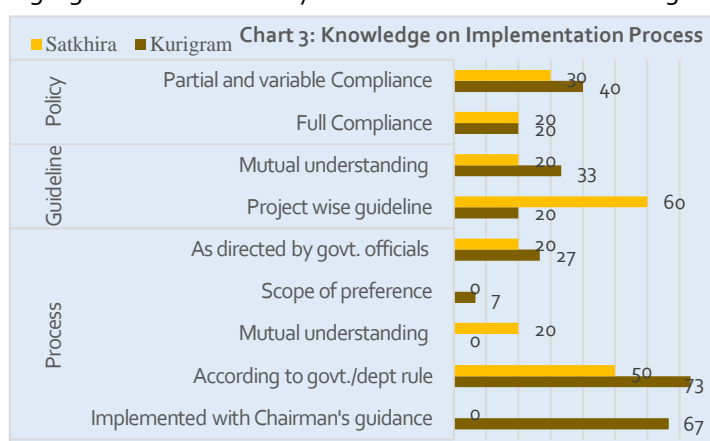 Satkhira Kurigram Chart 3: Knowledge on Implementation Process
Policy
Partial and variable Compliance 30 40
Full Compliance 20 20
Guideline
Mutual understanding 20 33
Project wise guideline 60 20
Process
As directed by govt. officials 20 27
Scope of preference 0 7
Mutual understanding 20 0
According to govt./dept rule 50 73
Implemented with Chairman's guidance 0 67